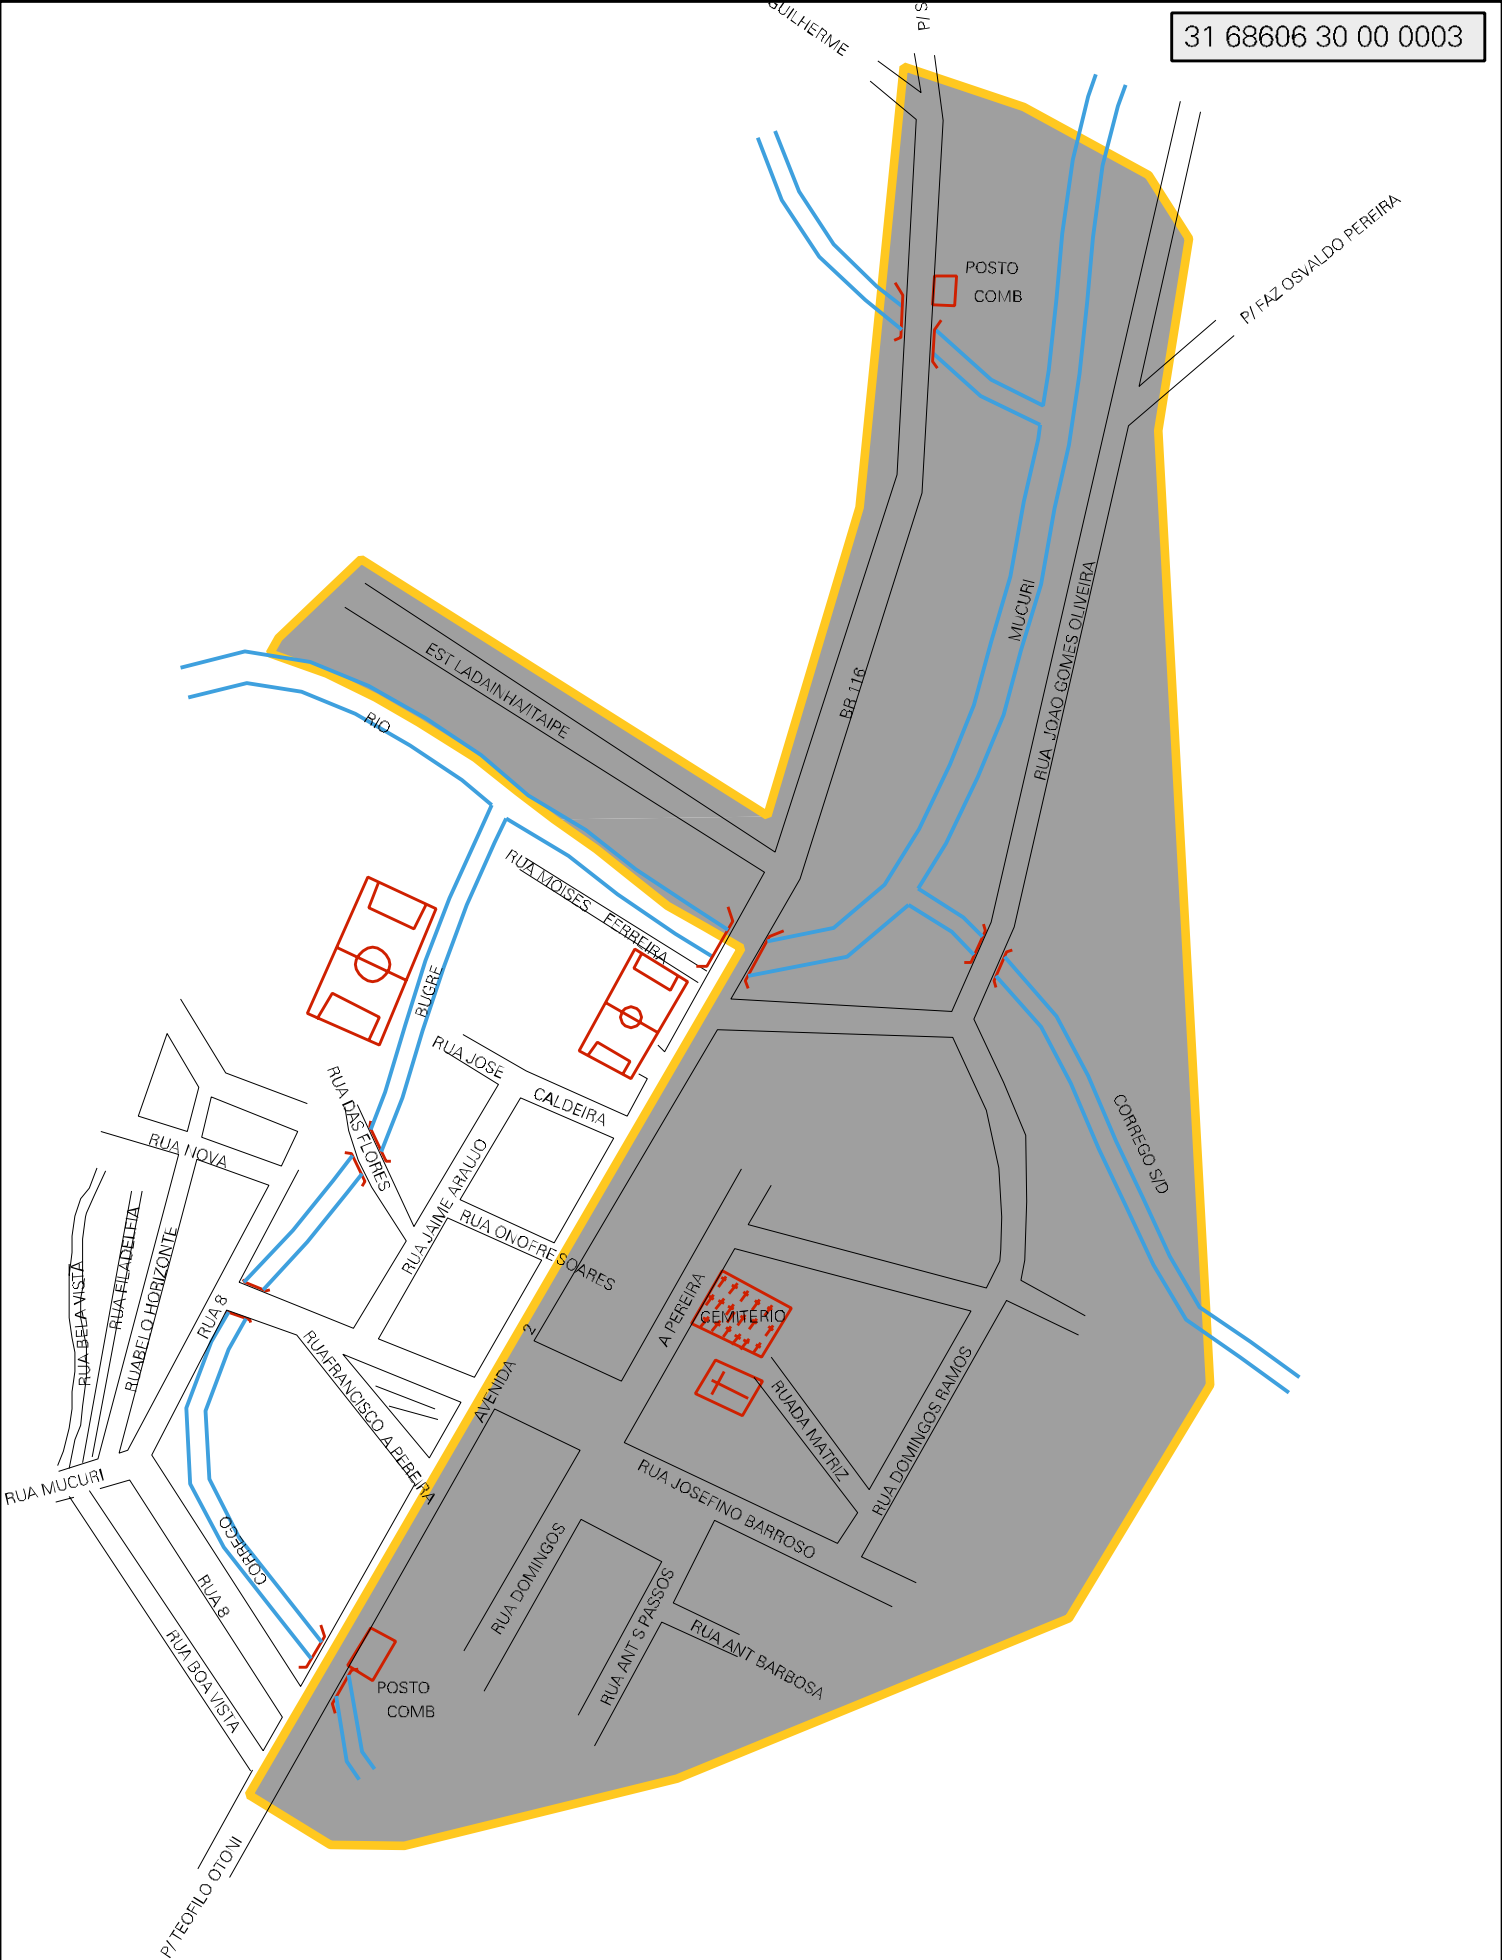 GUILHERME
P/ S
31 68606 30 00 0003
P/ FAZ OSVALDO PEREIRA
POSTO
COMB
MUCURI
RUA JOAO GOMES OLIVEIRA
BR 116
EST LADAINHA/ITAIPE
RIO
RUA MOISES FERREIRA
BUGRE
RUA JOSE
CALDEIRA
RUA DAS FLORES
RUA NOVA
RUA JAIME ARAUJO
RUA ONOFRE SOARES
CORREGO S/D
RUA BELA VISTA
RUA FILADELFIA
RUABELO HORIZONTE
RUA 8
A PEREIRA
CEMITERIO
RUAFRANCISCO A PEREIRA
AVENIDA
2
RUADA MATRIZ
RUA DOMINGOS RAMOS
RUA MUCURI
RUA JOSEFINO BARROSO
CORREGO
RUA DOMINGOS
RUA 8
RUA ANT S PASSOS
RUA ANT BARBOSA
RUA BOA VISTA
POSTO
COMB
P/ TEOFILO OTONI